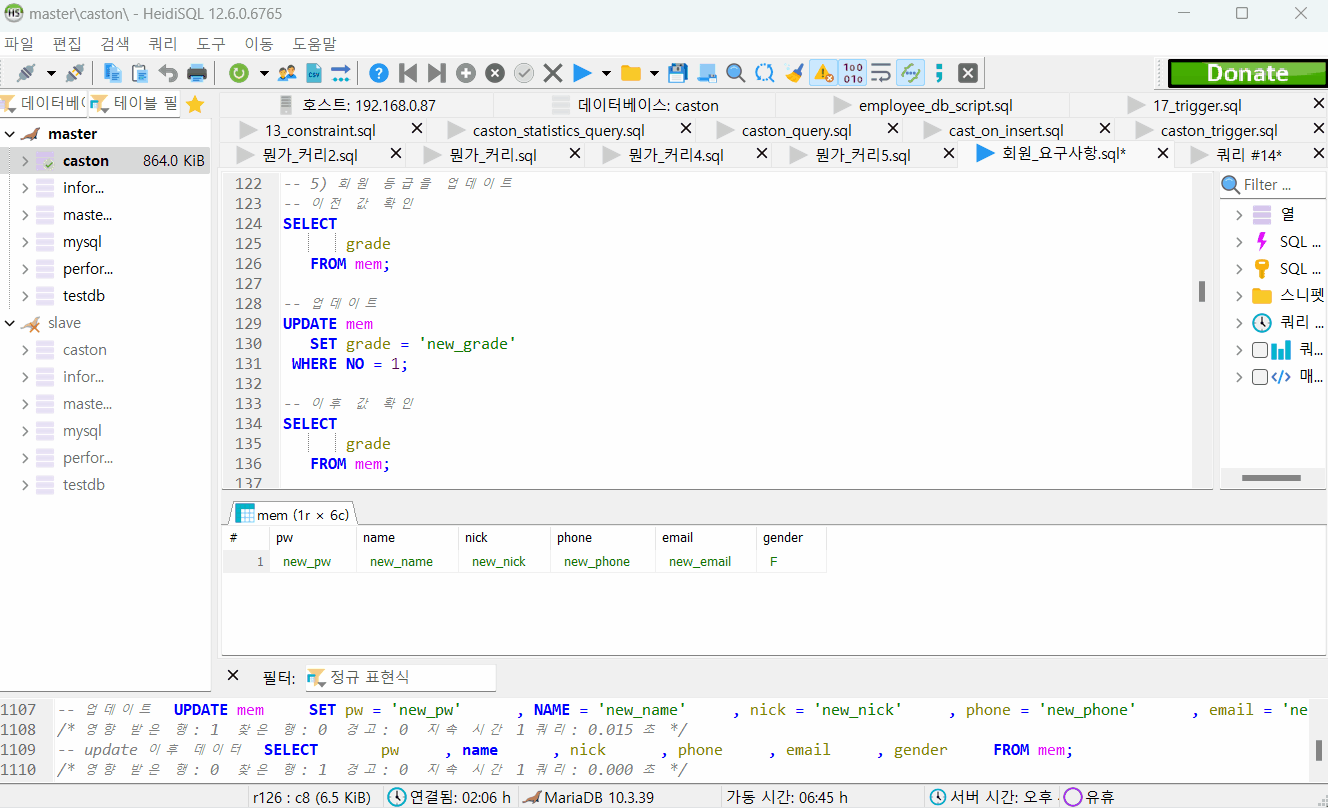 master\caston\ - HeidiSQL 12.6.0.6765
파일 편집 검색 쿼리 도구 이동 도움말
Donate
데이터베( 테이블 필
호스트: 192.168.0.87 데이터베이스: caston employee_db_script.sql 17_trigger.sql
13_constraint.sql caston_statistics_query.sql caston_query.sql cast_on_insert.sql caston_trigger.sql
뭔가_커리2.sql 뭔가_커리.sql 뭔가_커리4.sql 뭔가_커리5.sql 회원_요구사항.sql* 쿼리 #14*
master
caston 864.0 KiB
infor...
maste...
mysql
perfor...
testdb
slave
caston
infor...
maste...
mysql
perfor...
testdb
122 -- 5) 회원 등급을 업데이트
123 -- 이전 값 확인
124 SELECT
125 grade
126 FROM mem;
127
128 -- 업데이트
129 UPDATE mem
130 SET grade = 'new_grade'
131 WHERE NO = 1;
132
133 -- 이후 값 확인
134 SELECT
135 grade
136 FROM mem;
137
Filter ...
열
SQL ...
SQL ...
스니펫
쿼리 ...
쿼...
매...
mem (1r × 6c)
# pw name nick phone email gender
1 new_pw new_name new_nick new_phone new_email F
필터: 정규 표현식
1107 -- 업데이트 UPDATE mem SET pw = 'new_pw' , NAME = 'new_name' , nick = 'new_nick' , phone = 'new_phone' , email = 'ne
1108 /* 영향 받은 행: 1 찾은 행: 0 경고: 0 지속 시간 1 쿼리: 0.015 초 */
1109 -- update 이후 데이터 SELECT pw , name , nick , phone , email , gender FROM mem;
1110 /* 영향 받은 행: 0 찾은 행: 1 경고: 0 지속 시간 1 쿼리: 0.000 초 */
r126 : c8 (6.5 KiB) 연결됨: 02:06 h MariaDB 10.3.39 가동 시간: 06:45 h 서버 시간: 오후 유휴